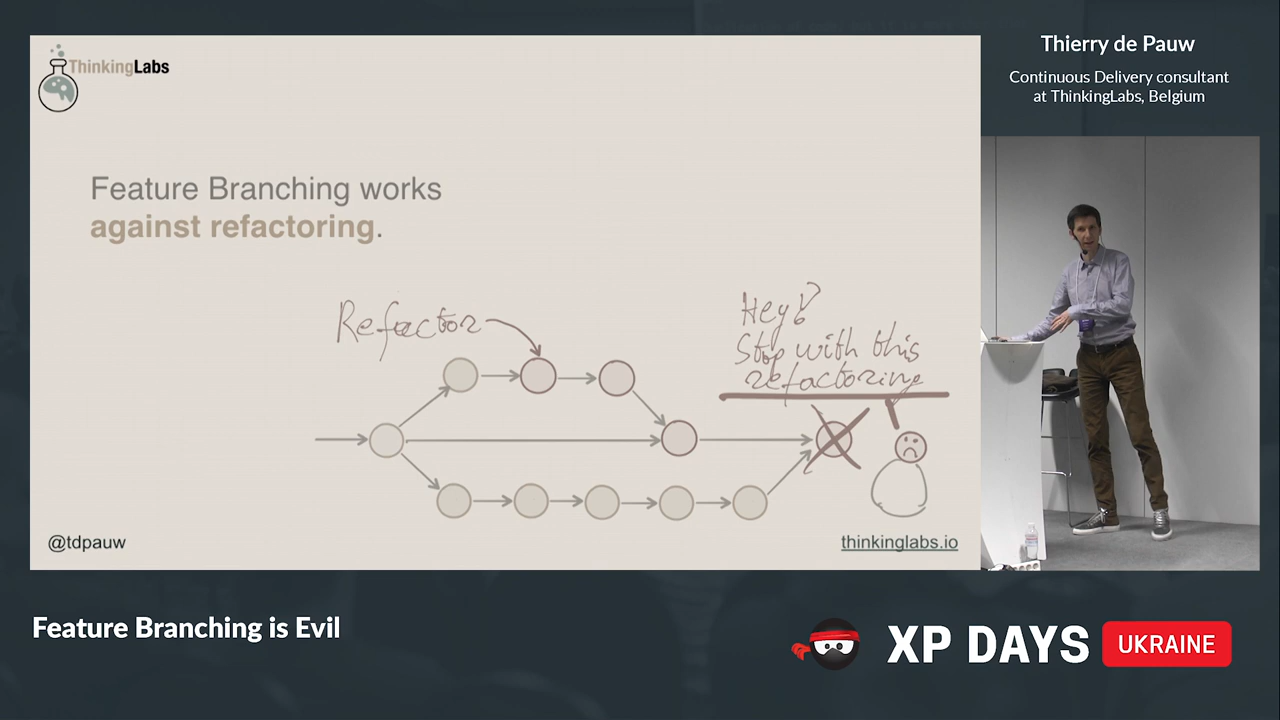 ThinkingLabs
Feature Branching works
against refactoring.
Refactor
Hey!
Stop with this
refactoring
@tdpauw
thinkinglabs.io
Thierry de Pauw
Continuous Delivery consultant
at ThinkingLabs, Belgium
Feature Branching is Evil
XP DAYS
UKRAINE